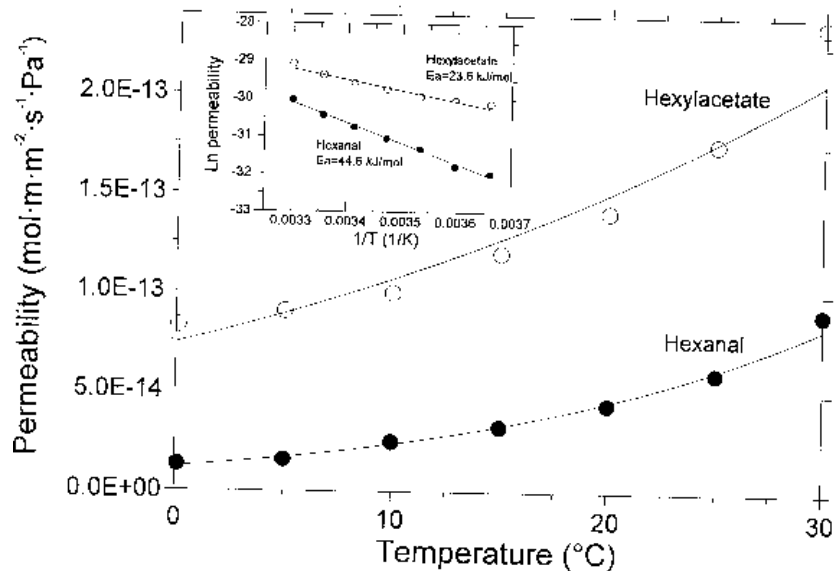 -28
-29
-30
-31
-32
-33
Ln permeability
Hexylacetate
Ea=23.6 kJ/mol
Hexanal
Ea=44.6 kJ/mol
0.0033 0.0034 0.0035 0.0036 0.0037
1/T (1/K)
2.0E-13
1.5E-13
1.0E-13
5.0E-14
0.0E+00
Permeability (mol·m·m⁻²·s⁻¹·Pa⁻¹)
Hexylacetate
Hexanal
0 10 20 30
Temperature (°C)